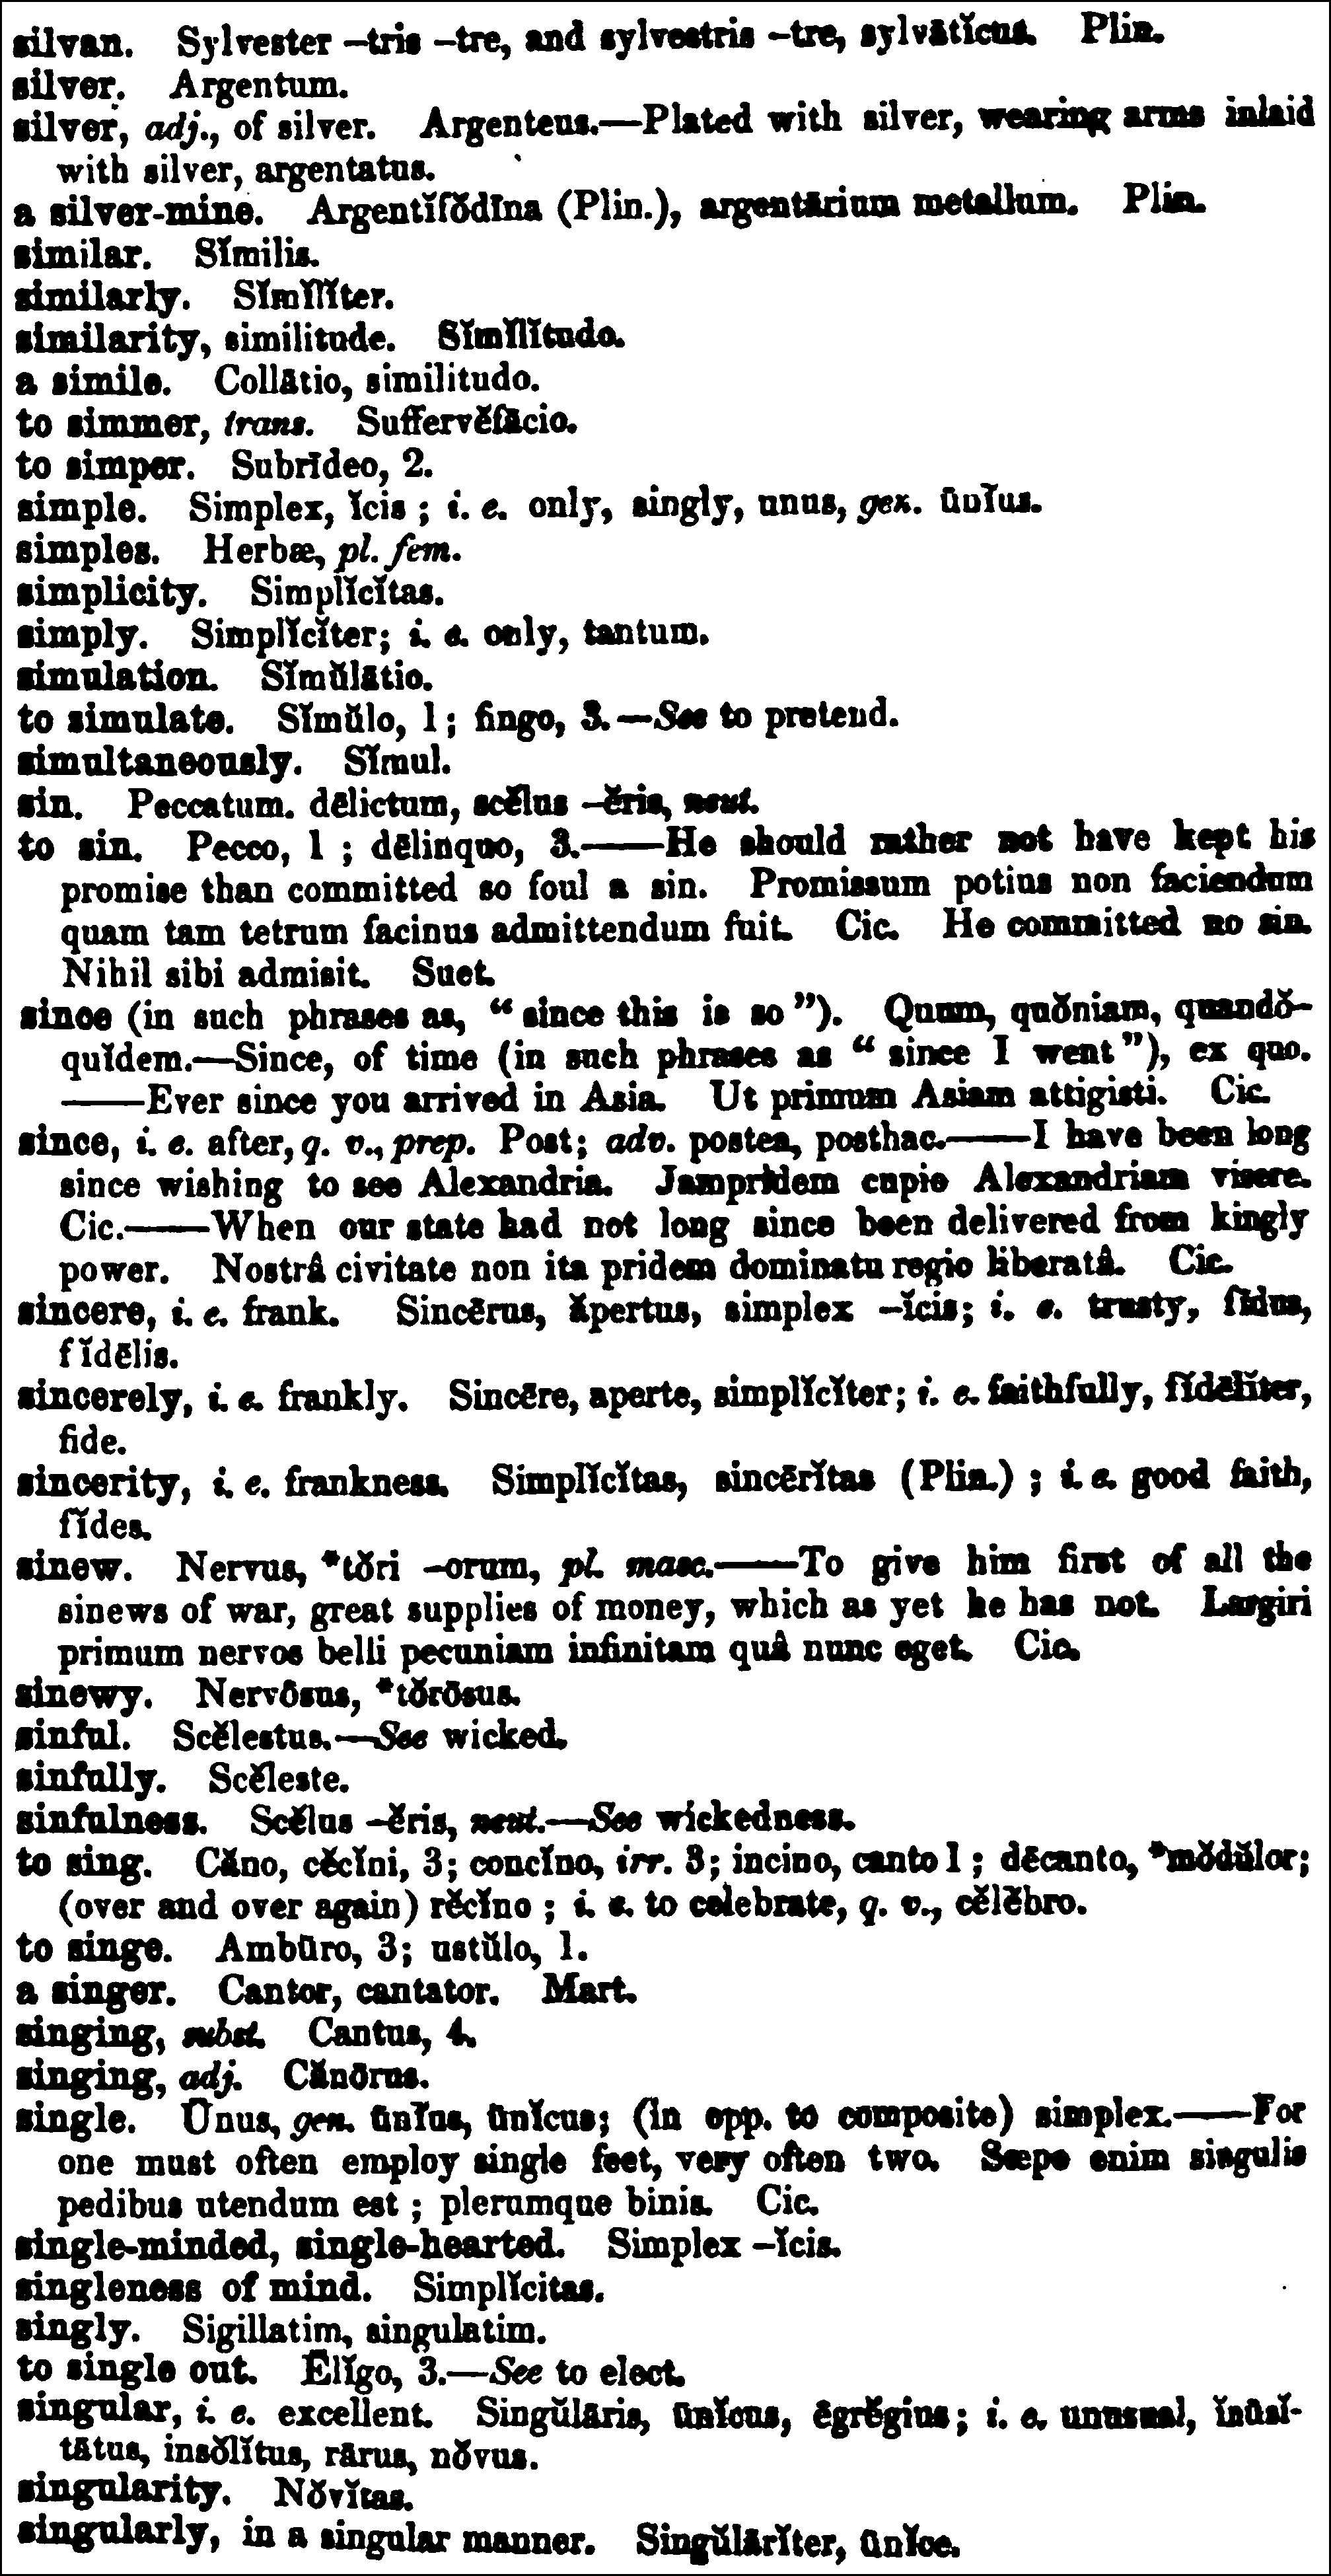 silvan. Sylvester –tris –tre, and sylvestris –tre, sylvātĭcus. Plin.
silver. Argentum.
silver, adj., of silver. Argenteus.—Plated with silver, wearing arms inlaid
with silver, argentatus.
a silver-mine. Argentĭfŏdīna (Plin.), argentārium metallum. Plin.
similar. Sĭmilis.
similarly. Sĭmĭlĭter.
similarity, similitude. Sĭmĭlĭtudo.
a simile. Collātio, similitudo.
to simmer, trans. Suffervĕfăcio.
to simper. Subrīdeo, 2.
simple. Simplex, ĭcis; i. e. only, singly, unus, gex. ūnĭus.
simples. Herbæ, pl. fem.
simplicity. Simplĭcĭtas.
simply. Simplĭcĭter; i. e. only, tantum.
simulation. Sĭmŭlātio.
to simulate. Sĭmŭlo, 1; fingo, 3.—See to pretend.
simultaneously. Sĭmul.
sin. Peccatum. dēlictum, scĕlus –ĕris, neut.
to sin. Pecco, 1; dēlinquo, 3.——He should rather not have kept his
promise than committed so foul a sin. Promissum potius non faciendum
quam tam tetrum facinus admittendum fuit. Cic. He committed no sin.
Nihil sibi admisit. Suet.
since (in such phrases as, “ since this is so ”). Quum, quŏniam, quandŏ-
quĭdem.—Since, of time (in such phrases as “ since I went ”), ex quo.
——Ever since you arrived in Asia. Ut primum Asiam attigisti. Cic.
since, i. e. after, q. v., prep. Post; adv. postea, posthac.——I have been long
since wishing to see Alexandria. Jampridem cupio Alexandriam visere.
Cic.——When our state had not long since been delivered from kingly
power. Nostrâ civitate non ita pridem dominatu regio liberatâ. Cic.
sincere, i. e. frank. Sincērus, ăpertus, simplex –ĭcis; i. e. trusty, fīdus,
fĭdēlis.
sincerely, i. e. frankly. Sincēre, aperte, simplĭcĭter; i. e. faithfully, fĭdēlĭter,
fide.
sincerity, i. e. frankness. Simplĭcĭtas, sincērĭtas (Plin.); i. e. good faith,
fĭdes.
sinew. Nervus, *tŏri –orum, pl. masc.——To give him first of all the
sinews of war, great supplies of money, which as yet he has not. Largiri
primum nervos belli pecuniam infinitam quâ nunc eget. Cic.
sinewy. Nervōsus, *tŏrōsus.
sinful. Scĕlestus.—See wicked.
sinfully. Scĕleste.
sinfulness. Scĕlus –ĕris, neut.—See wickedness.
to sing. Căno, cĕcĭni, 3; concĭno, irr. 3; incino, canto 1; dēcanto, *mŏdŭlor;
(over and over again) rĕcĭno; i. e. to celebrate, q. v., cĕlĕbro.
to singe. Ambūro, 3; ustŭlo, 1.
a singer. Cantor, cantator. Mart.
singing, subst. Cantus, 4.
singing, adj. Cănōrus.
single. Ūnus, gen. ūnĭus, ūnĭcus; (in opp. to composite) simplex.——For
one must often employ single feet, very often two. Sæpe enim singulis
pedibus utendum est; plerumque binis. Cic.
single-minded, single-hearted. Simplex –ĭcis.
singleness of mind. Simplĭcitas.
singly. Sigillatim, singulatim.
to single out. Ēlĭgo, 3.—See to elect.
singular, i. e. excellent. Singŭlāris, ūnĭcus, ēgrĕgius; i. e. unusual, ĭnūsĭ-
tātus, insŏlĭtus, rārus, nŏvus.
singularity. Nŏvĭtas.
singularly, in a singular manner. Singŭlārĭter, ūnĭce.